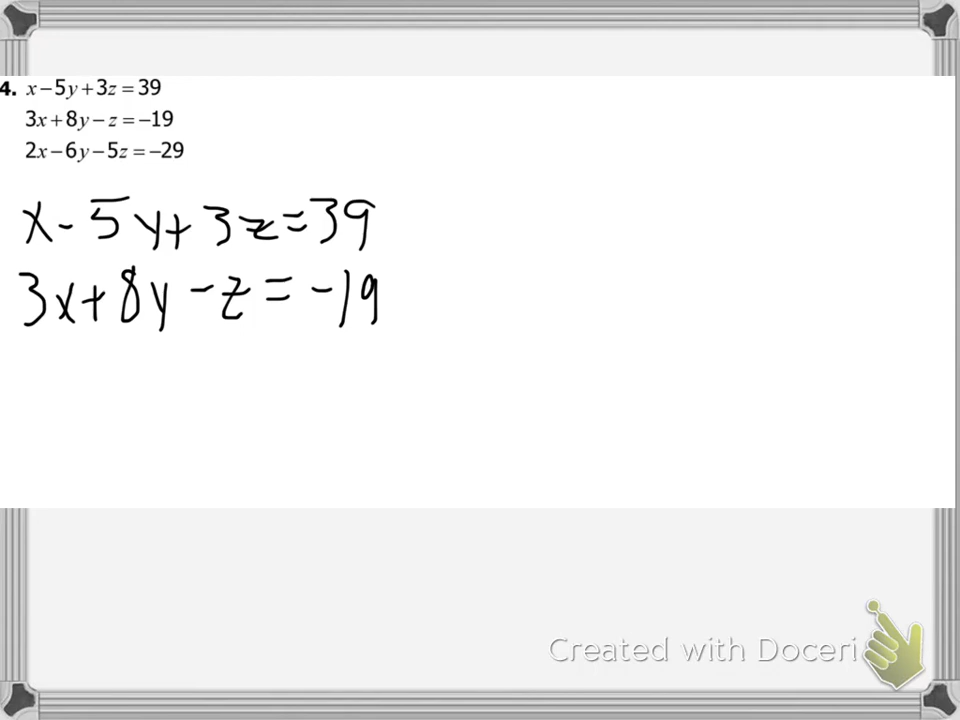 4. x-5y+3z=39
3x+8y-z=-19
2x-6y-5z=-29
x-5y+3z=39
3x+8y-z=-19
Created with Doceri